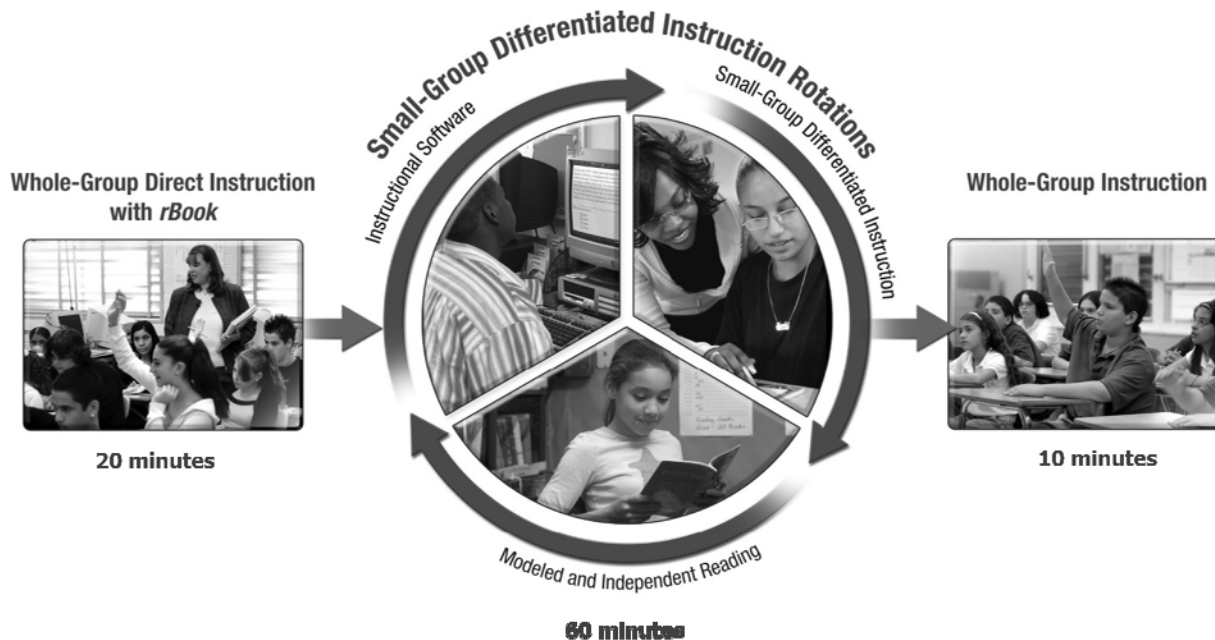 Small-Group Differentiated Instruction Rotations
Instructional Software
Small-Group Differentiated Instruction
Whole-Group Direct Instruction
with rBook
Whole-Group Instruction
20 minutes
10 minutes
Modeled and Independent Reading
minutes